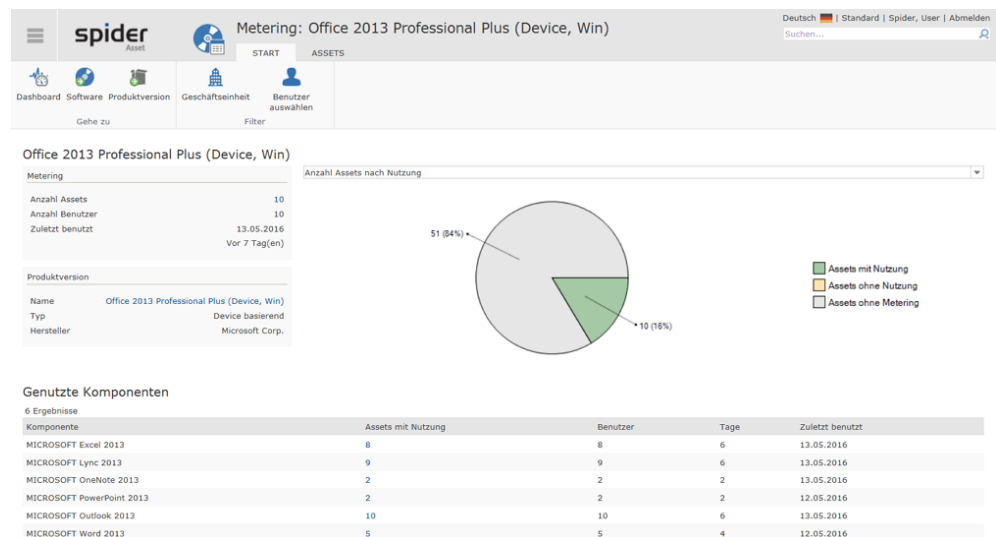 Deutsch | Standard | Spider, User | Abmelden
spider
Asset
Metering: Office 2013 Professional Plus (Device, Win)
Suchen...
START ASSETS
Dashboard Software Produktversion Geschäftseinheit Benutzer auswählen
Gehe zu Filter
Office 2013 Professional Plus (Device, Win)
Metering
Anzahl Assets 10
Anzahl Benutzer 10
Zuletzt benutzt 13.05.2016
Vor 7 Tag(en)
Produktversion
Name Office 2013 Professional Plus (Device, Win)
Typ Device basierend
Hersteller Microsoft Corp.
Anzahl Assets nach Nutzung
51 (84%)
10 (16%)
Assets mit Nutzung
Assets ohne Nutzung
Assets ohne Metering
Genutzte Komponenten
6 Ergebnisse
Komponente Assets mit Nutzung Benutzer Tage Zuletzt benutzt
MICROSOFT Excel 2013 8 8 6 13.05.2016
MICROSOFT Lync 2013 9 9 6 13.05.2016
MICROSOFT OneNote 2013 2 2 2 13.05.2016
MICROSOFT PowerPoint 2013 2 2 2 12.05.2016
MICROSOFT Outlook 2013 10 10 6 13.05.2016
MICROSOFT Word 2013 5 5 4 12.05.2016